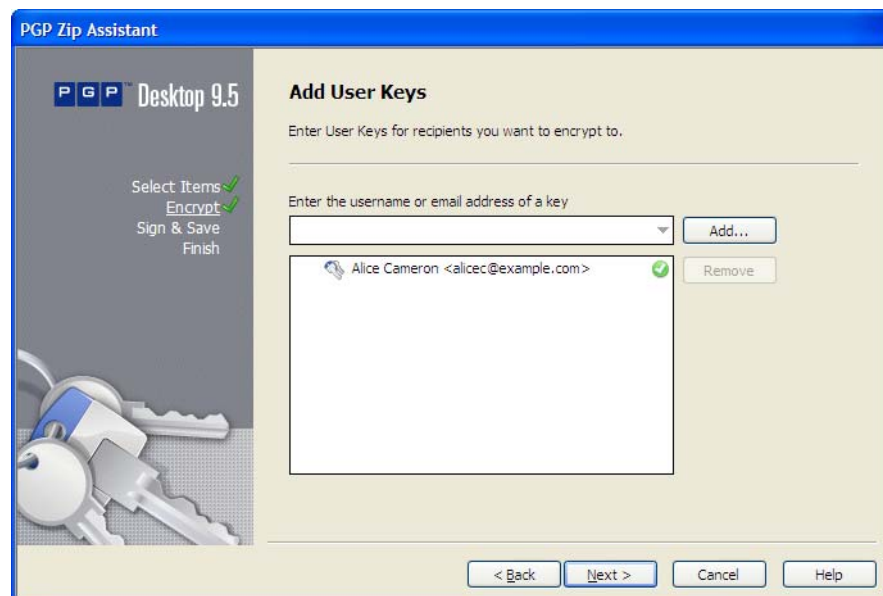 PGP Zip Assistant
PGP™ Desktop 9.5
Select Items
Encrypt
Sign & Save
Finish
Add User Keys
Enter User Keys for recipients you want to encrypt to.
Enter the username or email address of a key
Add...
Alice Cameron <alicec@example.com>
Remove
< Back
Next >
Cancel
Help